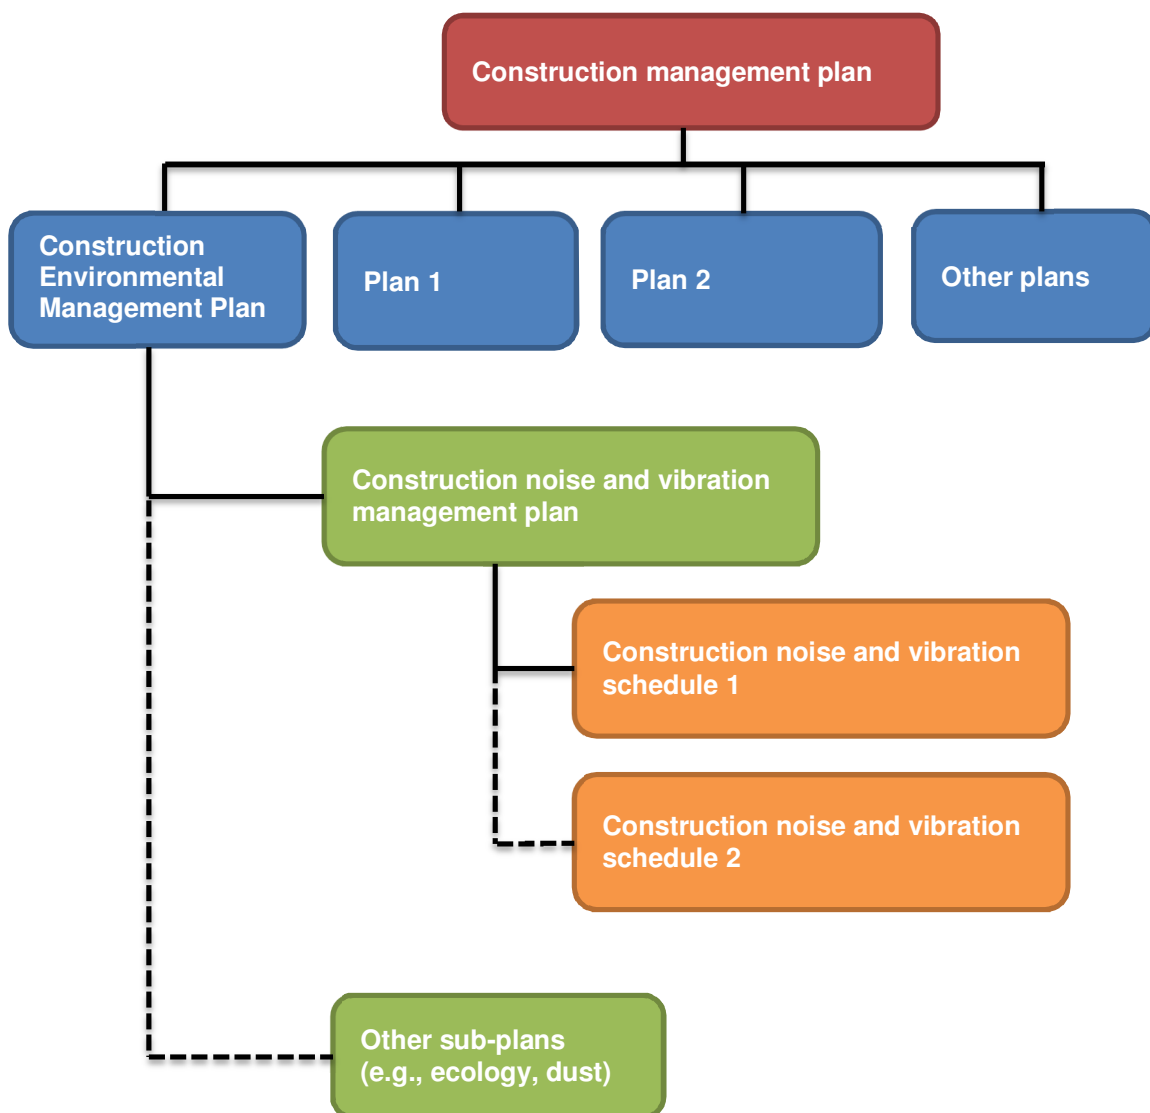 Construction management plan
Construction
Environmental
Management Plan
Plan 1
Plan 2
Other plans
Construction noise and vibration
management plan
Construction noise and vibration
schedule 1
Construction noise and vibration
schedule 2
Other sub-plans
(e.g., ecology, dust)